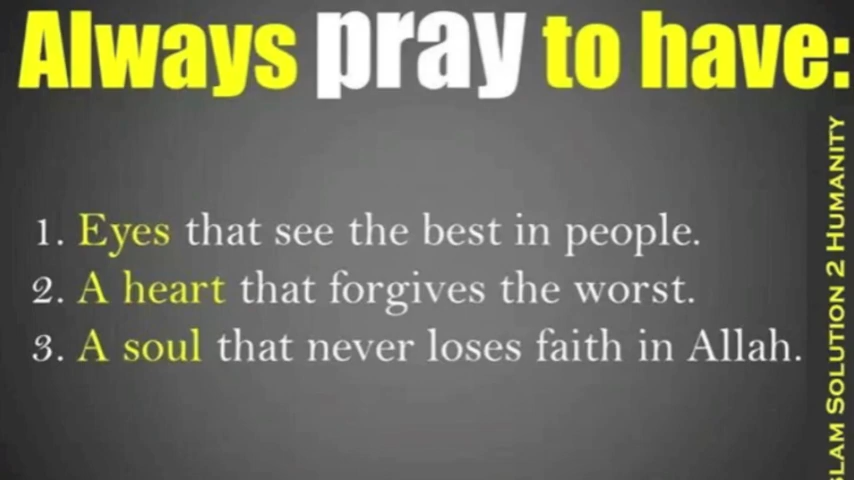 Always pray to have:
1. Eyes that see the best in people.
2. A heart that forgives the worst.
3. A soul that never loses faith in Allah.
SLAM SOLUTION 2 HUMANITY